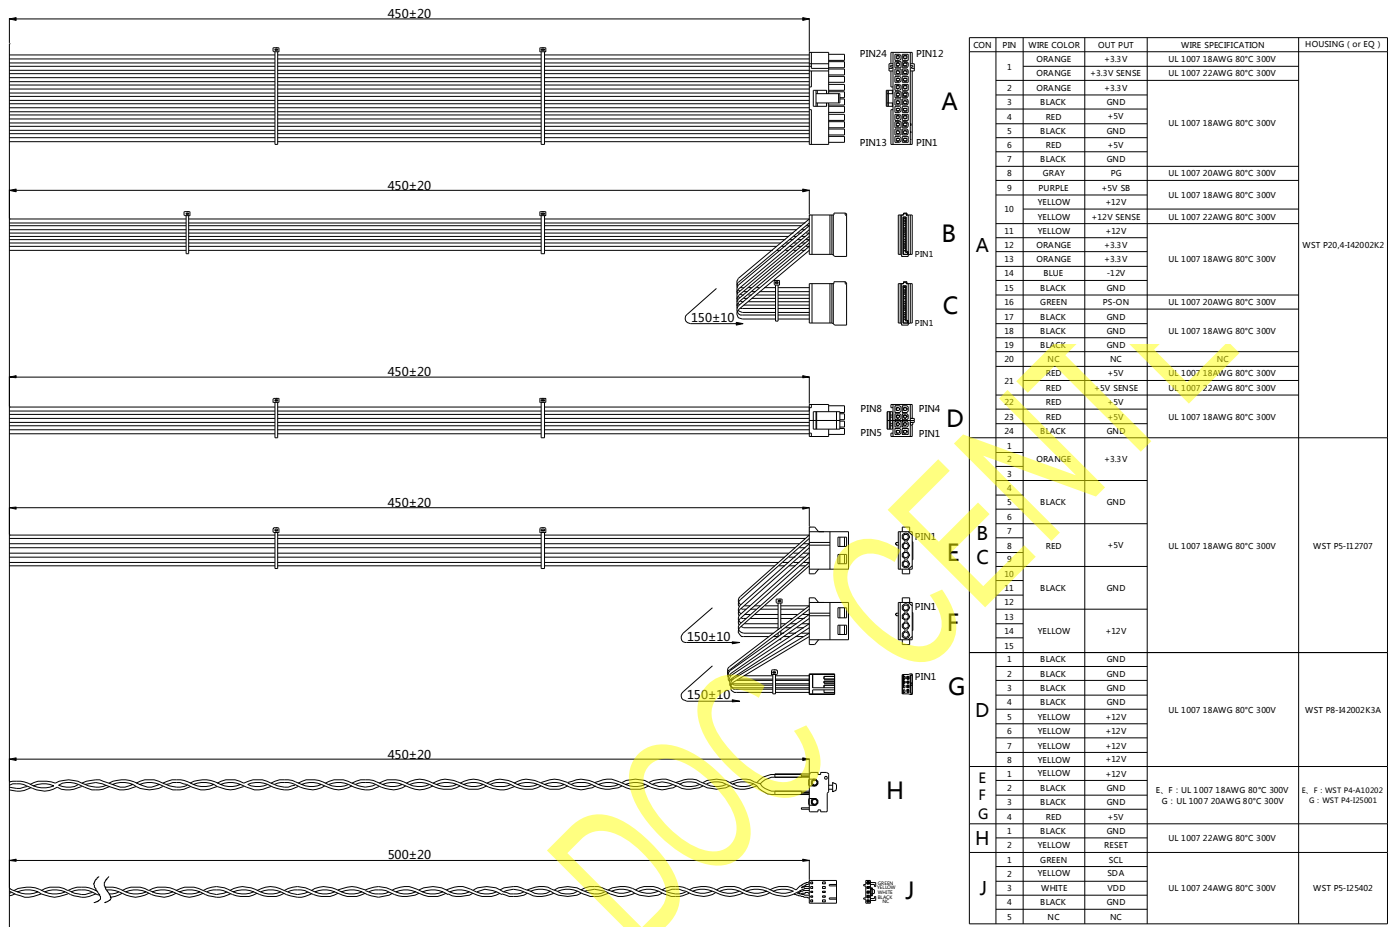 450±20
PIN24
PIN12
A
PIN13
PIN1
450±20
B
PIN1
C
PIN1
150±10
450±20
PIN8
PIN4
D
PIN5
PIN1
450±20
PIN1
E
PIN1
F
150±10
PIN1
G
150±10
450±20
H
500±20
GREEN
YELLOW
WHITE
BLACK
NC
J
CON PIN WIRE COLOR OUT PUT WIRE SPECIFICATION HOUSING ( or EQ )
A
1 ORANGE +3.3V UL 1007 18AWG 80°C 300V
ORANGE +3.3V SENSE UL 1007 22AWG 80°C 300V
2 ORANGE +3.3V
3 BLACK GND
4 RED +5V
UL 1007 18AWG 80°C 300V
5 BLACK GND
6 RED +5V
7 BLACK GND
8 GRAY PG UL 1007 20AWG 80°C 300V
9 PURPLE +5V SB
UL 1007 18AWG 80°C 300V
10 YELLOW +12V
YELLOW +12V SENSE UL 1007 22AWG 80°C 300V
11 YELLOW +12V
12 ORANGE +3.3V
WST P20,4-I42002K2
13 ORANGE +3.3V
UL 1007 18AWG 80°C 300V
14 BLUE -12V
15 BLACK GND
16 GREEN PS-ON UL 1007 20AWG 80°C 300V
17 BLACK GND
18 BLACK GND UL 1007 18AWG 80°C 300V
19 BLACK GND
20 NC NC NC
21 RED +5V UL 1007 18AWG 80°C 300V
RED +5V SENSE UL 1007 22AWG 80°C 300V
22 RED +5V
23 RED +5V UL 1007 18AWG 80°C 300V
24 BLACK GND
B
C
1
2 ORANGE +3.3V
3
4
5 BLACK GND
6
7
8 RED +5V UL 1007 18AWG 80°C 300V WST P5-I12707
9
10
11 BLACK GND
12
13
14 YELLOW +12V
15
D
1 BLACK GND
2 BLACK GND
3 BLACK GND
4 BLACK GND
UL 1007 18AWG 80°C 300V WST P8-I42002K3A
5 YELLOW +12V
6 YELLOW +12V
7 YELLOW +12V
8 YELLOW +12V
E
F
G
1 YELLOW +12V
2 BLACK GND E、F : UL 1007 18AWG 80°C 300V E、F : WST P4-A10202
3 BLACK GND G : UL 1007 20AWG 80°C 300V G : WST P4-I25001
4 RED +5V
H
1 BLACK GND
UL 1007 22AWG 80°C 300V
2 YELLOW RESET
J
1 GREEN SCL
2 YELLOW SDA
3 WHITE VDD UL 1007 24AWG 80°C 300V WST P5-I25402
4 BLACK GND
5 NC NC
DOC CENT